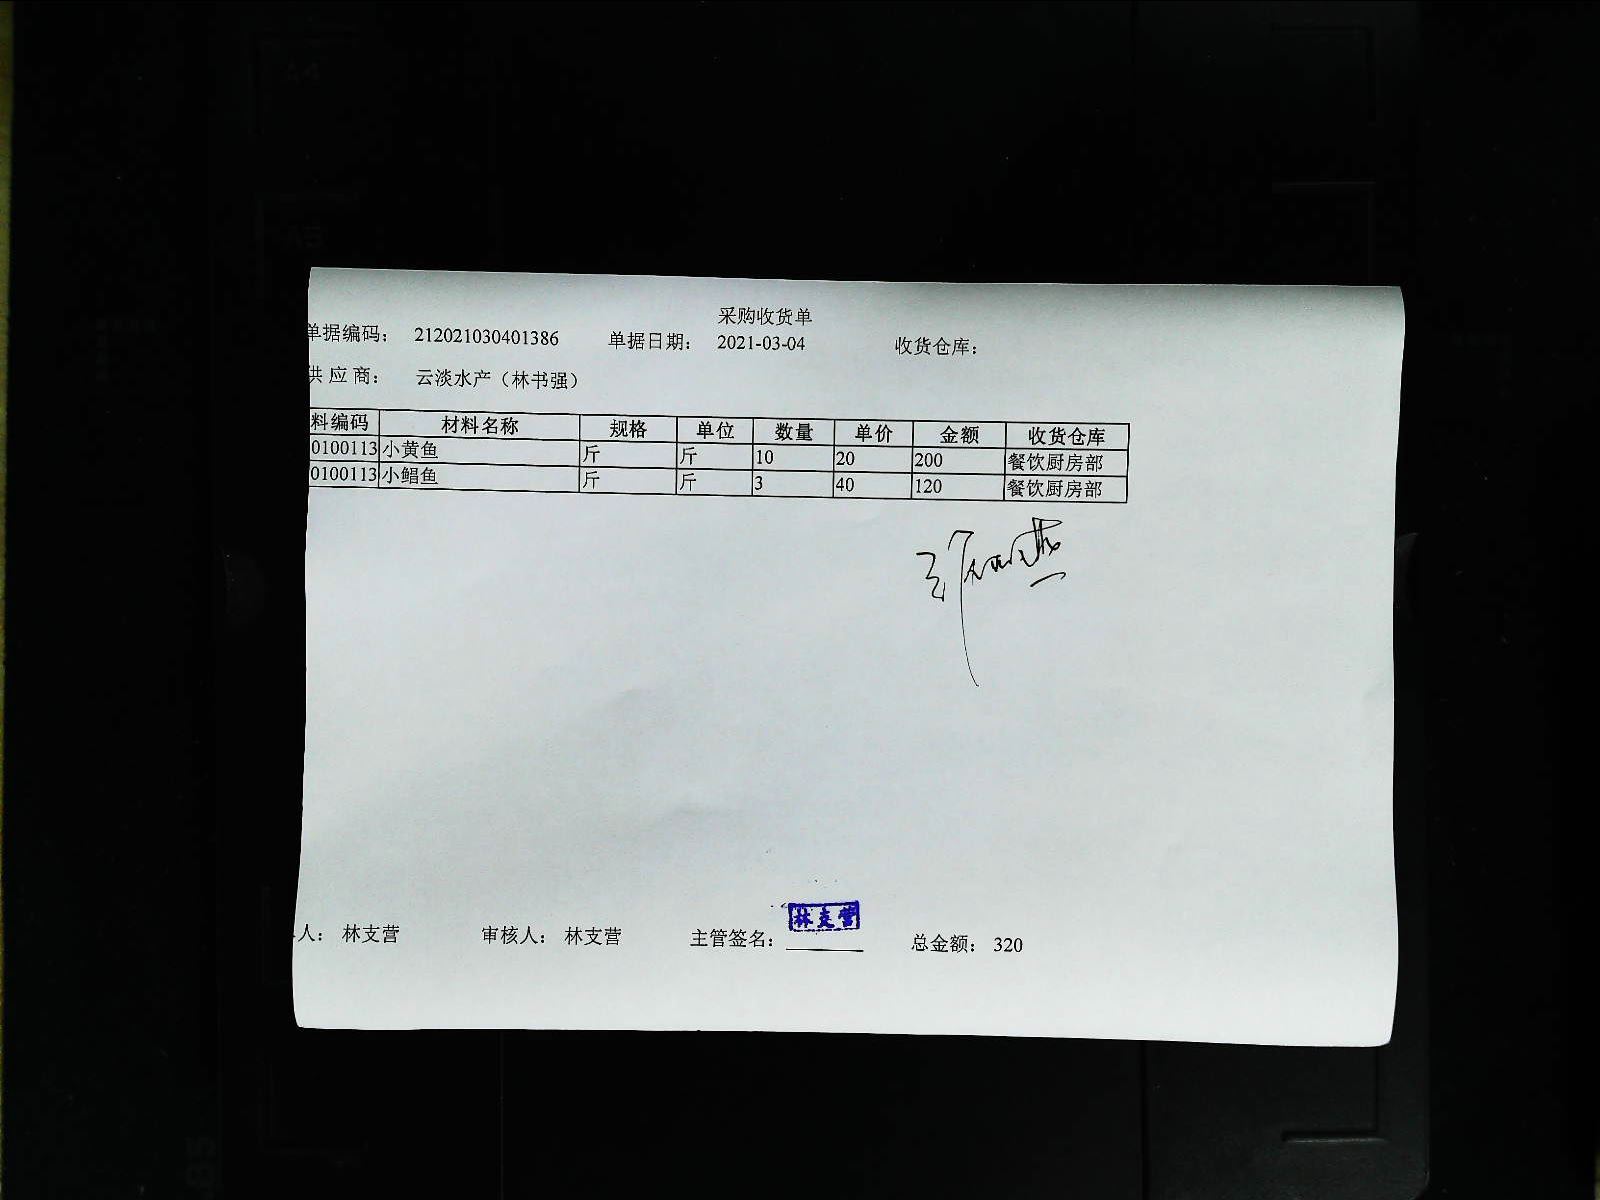 采购收货单
单据编码： 212021030401386 单据日期： 2021-03-04 收货仓库：
供 应 商： 云淡水产（林书强）
料编码 材料名称 规格 单位 数量 单价 金额 收货仓库
0100113 小黄鱼 斤 斤 10 20 200 餐饮厨房部
0100113 小鲳鱼 斤 斤 3 40 120 餐饮厨房部
林支营
人： 林支营 审核人： 林支营 主管签名： 总金额： 320